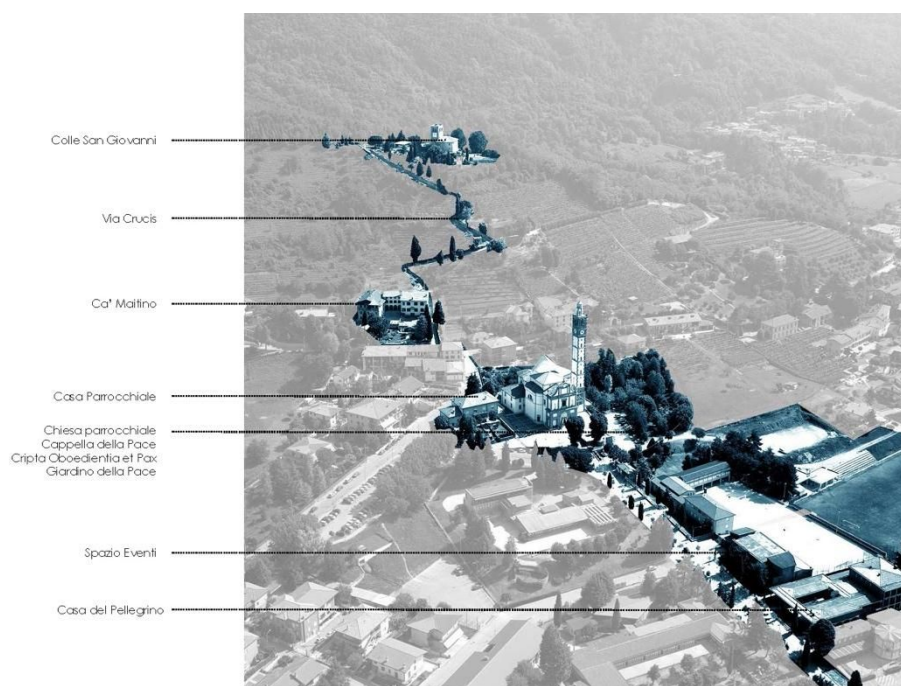 Colle San Giovanni
Via Crucis
Ca' Maitino
Casa Parrocchiale
Chiesa parrocchiale
Cappella della Pace
Cripta Oboedientia et Pax
Giardino della Pace
Spazio Eventi
Casa del Pellegrino